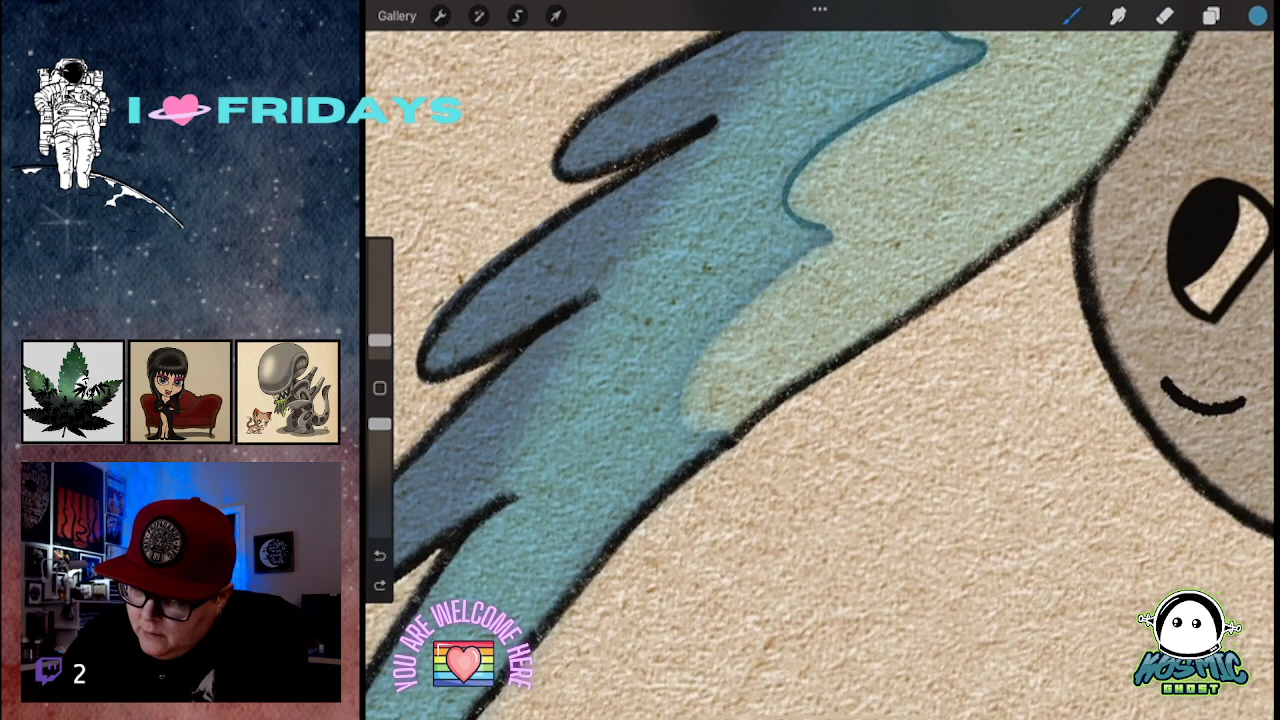 Gallery
I FRIDAYS
YOU ARE WELCOME HERE
2
KOSMIC
GHOST